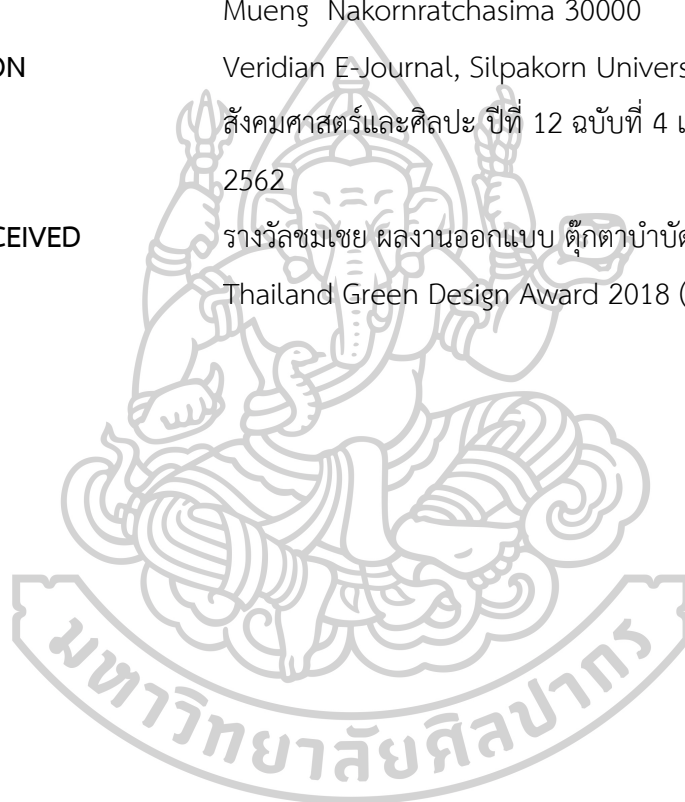 Mueng Nakornratchasima 30000
ON Veridian E-Journal, Silpakorn Univers
สังคมศาสตร์และศิลปะ ปีที่ 12 ฉบับที่ 4 เ
2562
CEIVED รางวัลชมเชย ผลงานออกแบบ ตุ๊กตาบำบัด
Thailand Green Design Award 2018 (
มหาวิทยาลัยศิลปากร